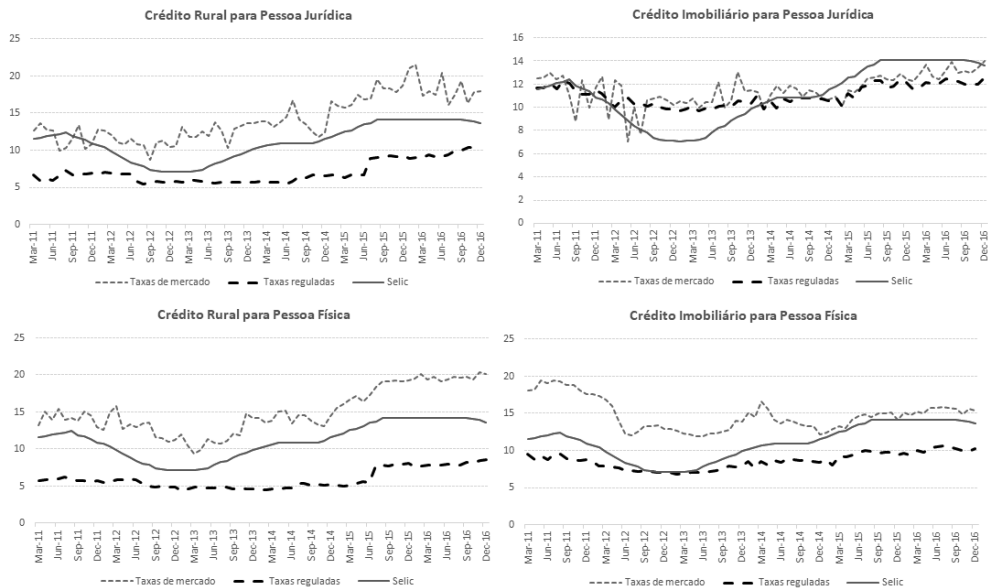 Crédito Rural para Pessoa Jurídica
25
20
15
10
5
0
Mar-11 Jun-11 Sep-11 Dec-11 Mar-12 Jun-12 Sep-12 Dec-12 Mar-13 Jun-13 Sep-13 Dec-13 Mar-14 Jun-14 Sep-14 Dec-14 Mar-15 Jun-15 Sep-15 Dec-15 Mar-16 Jun-16 Sep-16 Dec-16
Taxas de mercado Taxas reguladas Selic
Crédito Imobiliário para Pessoa Jurídica
16
14
12
10
8
6
4
2
0
Mar-11 Jun-11 Sep-11 Dec-11 Mar-12 Jun-12 Sep-12 Dec-12 Mar-13 Jun-13 Sep-13 Dec-13 Mar-14 Jun-14 Sep-14 Dec-14 Mar-15 Jun-15 Sep-15 Dec-15 Mar-16 Jun-16 Sep-16 Dec-16
Taxas de mercado Taxas reguladas Selic
Crédito Rural para Pessoa Física
25
20
15
10
5
0
Mar-11 Jun-11 Sep-11 Dec-11 Mar-12 Jun-12 Sep-12 Dec-12 Mar-13 Jun-13 Sep-13 Dec-13 Mar-14 Jun-14 Sep-14 Dec-14 Mar-15 Jun-15 Sep-15 Dec-15 Mar-16 Jun-16 Sep-16 Dec-16
Taxas de mercado Taxas reguladas Selic
Crédito Imobiliário para Pessoa Física
25
20
15
10
5
0
Mar-11 Jun-11 Sep-11 Dec-11 Mar-12 Jun-12 Sep-12 Dec-12 Mar-13 Jun-13 Sep-13 Dec-13 Mar-14 Jun-14 Sep-14 Dec-14 Mar-15 Jun-15 Sep-15 Dec-15 Mar-16 Jun-16 Sep-16 Dec-16
Taxas de mercado Taxas reguladas Selic